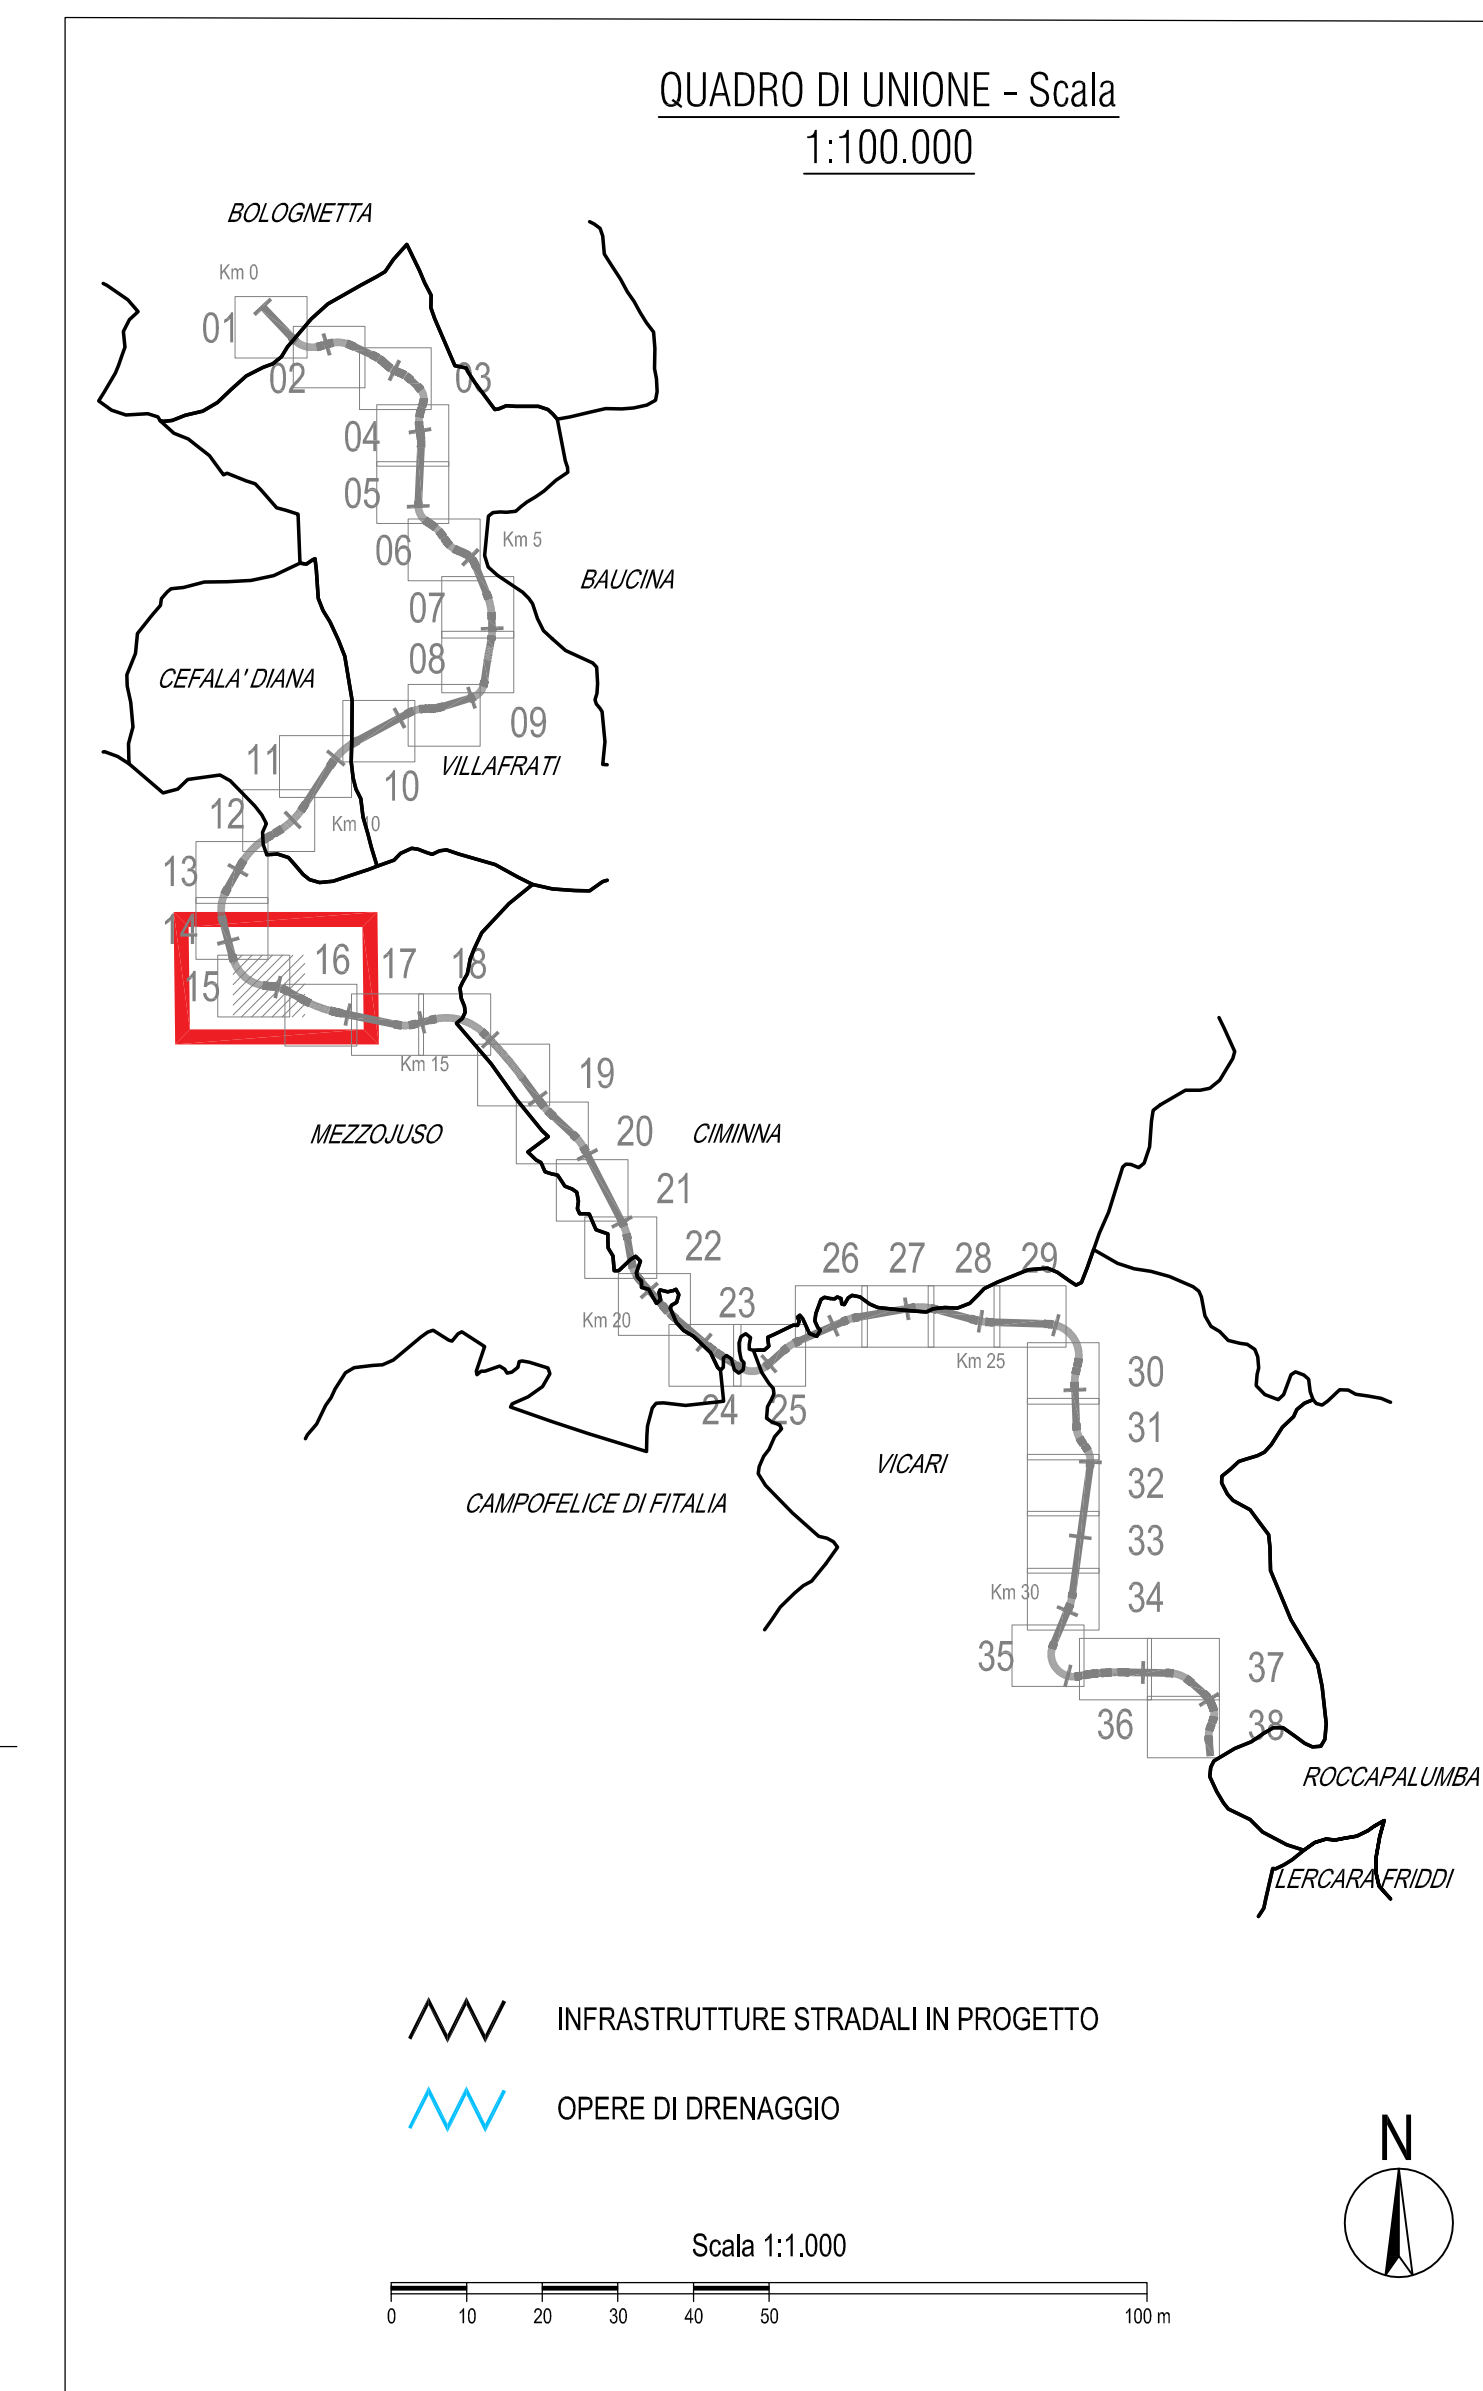 QUADRO DI UNIONE - Scala
1:100.000
BOLOGNETTA
Km 0
01
02
03
04
05
06
Km 5
BAUCINA
07
08
CEFALA' DIANA
09
11
VILLAFRATI
10
12
Km 10
13
14
15
16
17
18
Km 15
19
MEZZOJUSO
CIMINNA
20
21
22
26
27
28
29
23
Km 20
Km 25
24
25
30
31
VICARI
32
CAMPOFELICE DI FITALIA
33
Km 30
34
35
37
36
38
ROCCAPALUMBA
LERCARA FRIDDI
INFRASTRUTTURE STRADALI IN PROGETTO
OPERE DI DRENAGGIO
N
Scala 1:1.000
0 10 20 30 40 50 100 m